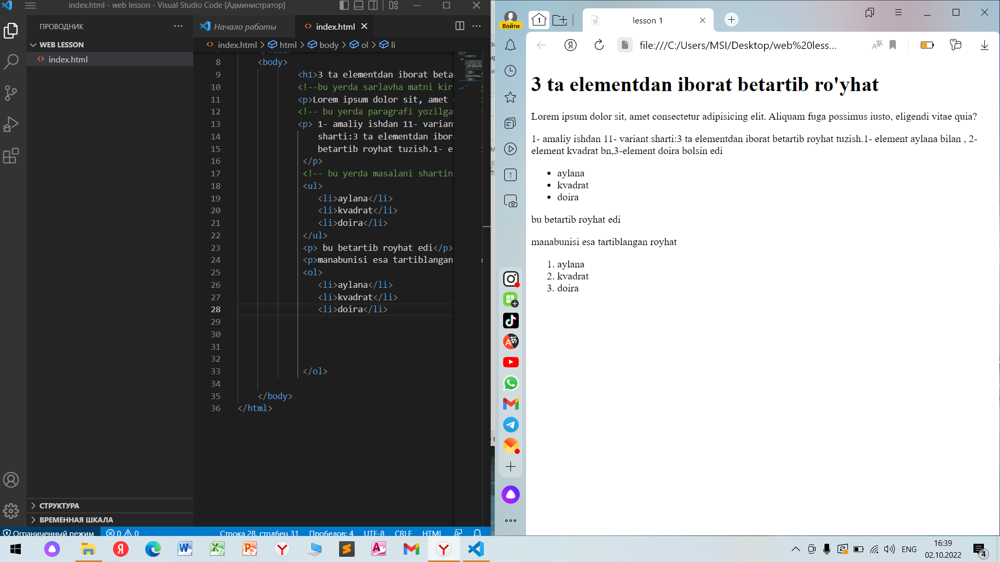 index.html - web lesson - Visual Studio Code [Администратор]
ПРОВОДНИК
WEB LESSON
index.html
СТРУКТУРА
ВРЕМЕННАЯ ШКАЛА
Начало работы
index.html
index.html > html > body > ol > li
8 <body>
9 <h1>3 ta elementdan iborat
10 <!--bu yerda sarlavha matni
11 <p>Lorem ipsum dolor sit, amet
12 <!-- bu yerda paragrafi
13 <p> 1- amaliy ishdan 11-
14 sharti:3 ta elementdan
15 betartib royhat tuzish.1-
16 </p>
17 <!-- bu yerda masalani
18 <ul>
19 <li>aylana</li>
20 <li>kvadrat</li>
21 <li>doira</li>
22 </ul>
23 <p> bu betartib royhat edi</p>
24 <p>manabunisi esa tartiblangan
25 <ol>
26 <li>aylana</li>
27 <li>kvadrat</li>
28 <li>doira</li>
29
30
31
32
33 </ol>
34
35 </body>
36 </html>
Ограниченный режим 0 0 Строка 28, столбец 31 Пробелов: 4 UTF-8 CRLF HTML
Войти
1
lesson 1
file:///C:/Users/MSI/Desktop/web%20less...
1
3 ta elementdan iborat betartib ro'yhat
Lorem ipsum dolor sit, amet consectetur adipisicing elit. Aliquam fuga possimus iusto, eligendi vitae quia?
1- amaliy ishdan 11- variant sharti:3 ta elementdan iborat betartib royhat tuzish.1- element aylana bilan , 2-
element kvadrat bn,3-element doira bolsin edi
• aylana
• kvadrat
• doira
bu betartib royhat edi
manabunisi esa tartiblangan royhat
1. aylana
2. kvadrat
3. doira
ENG
16:39
02.10.2022
4